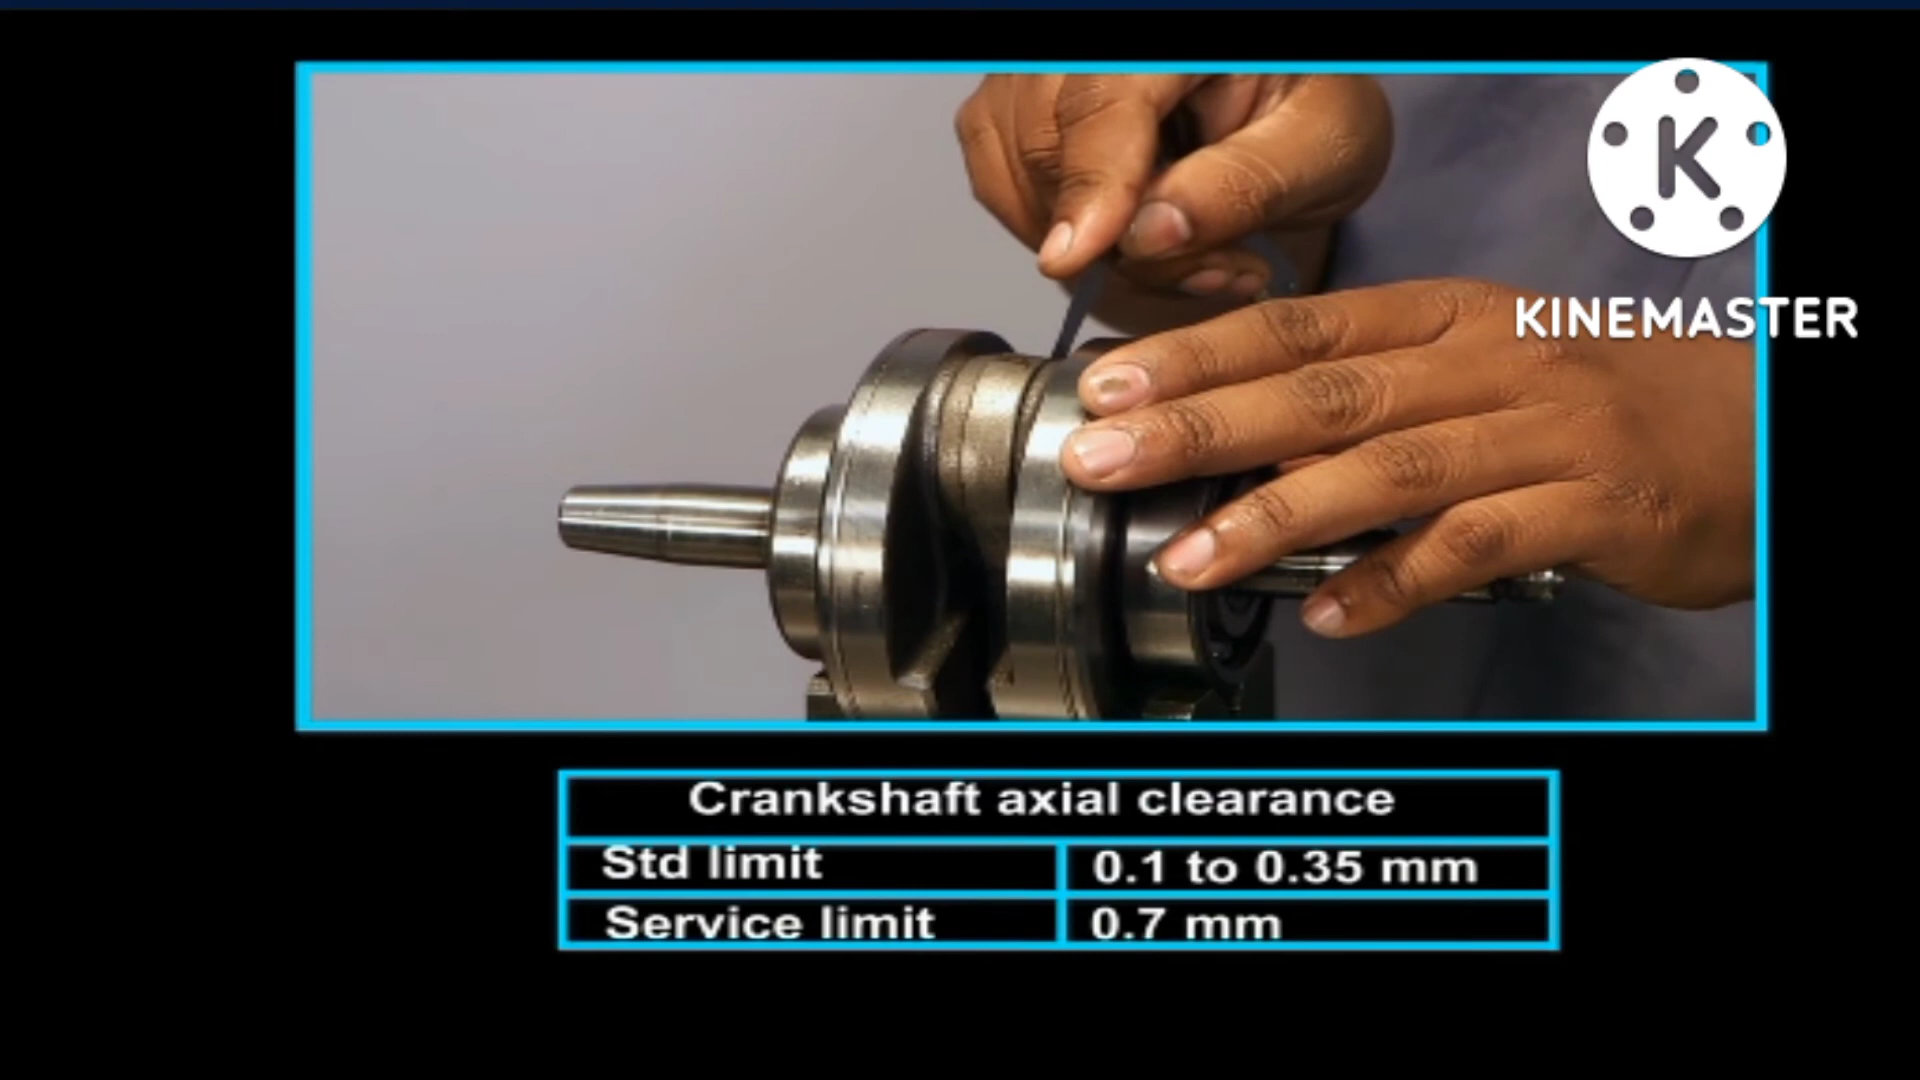 K
KINEMASTER
Crankshaft axial clearance
Std limit 0.1 to 0.35 mm
Service limit 0.7 mm